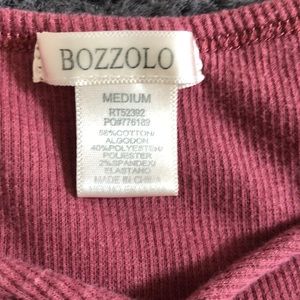 BOZZOLO
MEDIUM
RT52392
PO#776189
58%COTTON/
ALGODON
40%POLYESTER/
POLIESTER
2%SPANDEX/
ELASTANO
MADE IN CHINA